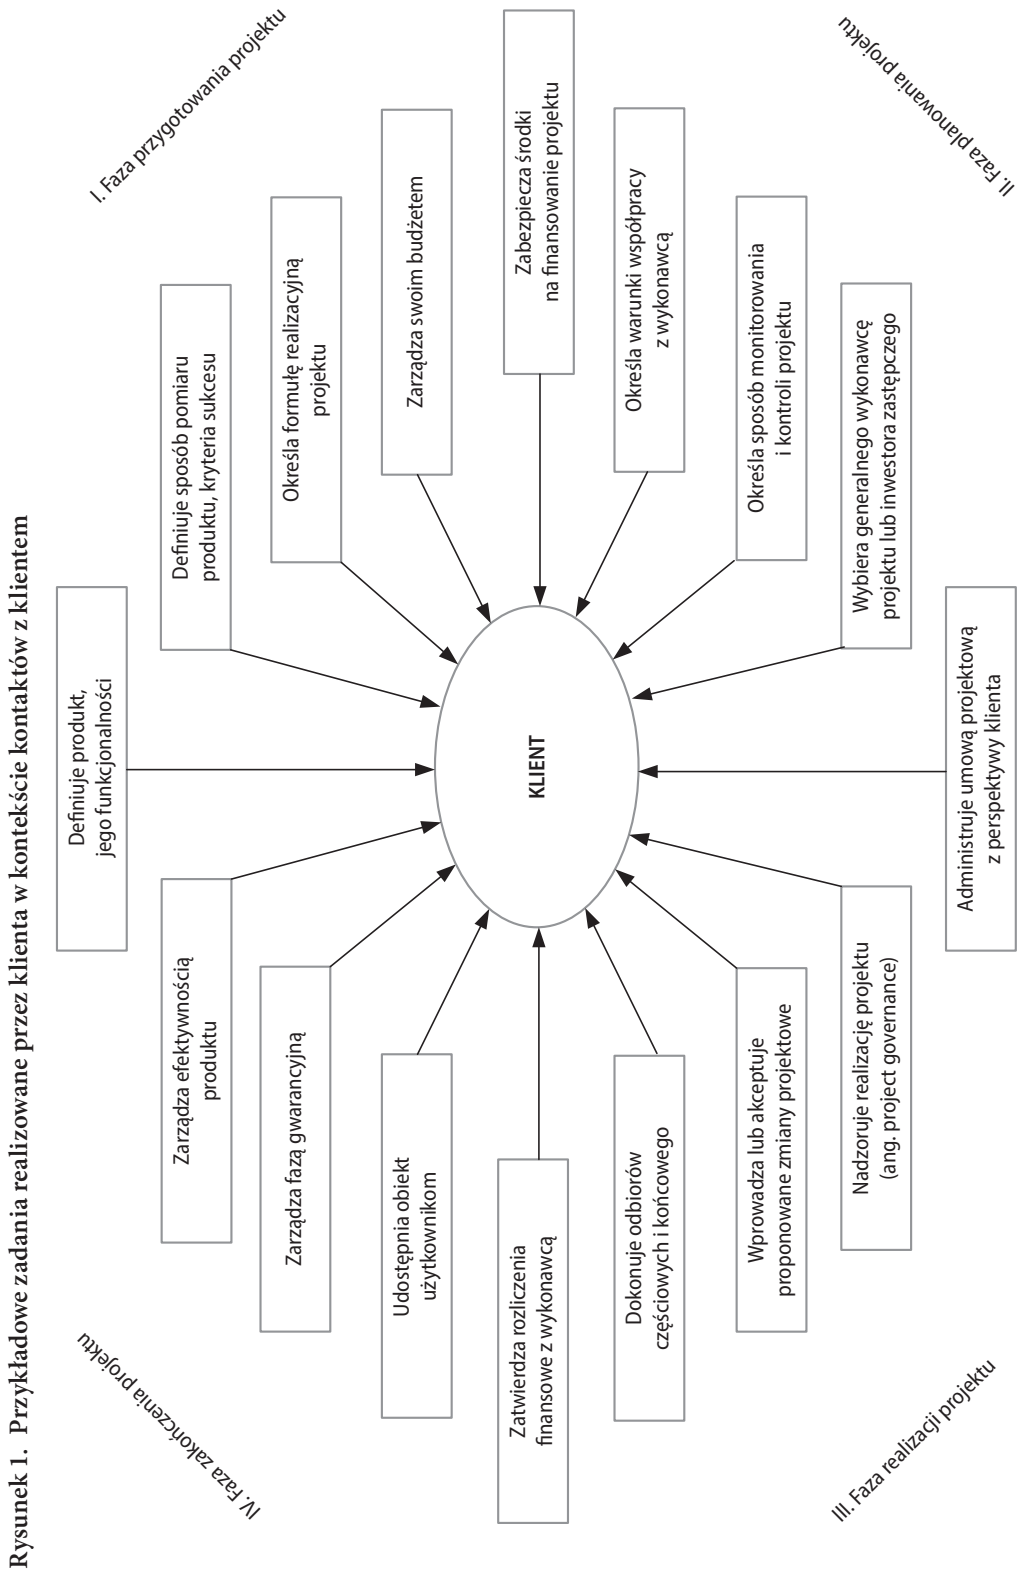 Rysunek 1. Przykładowe zadania realizowane przez klienta w kontekście kontaktów z klientem
I. Faza przygotowania projektu
II. Faza planowania projektu
III. Faza realizacji projektu
IV. Faza zakończenia projektu
KLIENT
Definiuje produkt,
jego funkcjonalności
Definiuje sposób pomiaru
produktu, kryteria sukcesu
Określa formułę realizacyjną
projektu
Zarządza swoim budżetem
Zabezpiecza środki
na finansowanie projektu
Określa warunki współpracy
z wykonawcą
Określa sposób monitorowania
i kontroli projektu
Wybiera generalnego wykonawcę
projektu lub inwestora zastępczego
Administruje umową projektową
z perspektywy klienta
Nadzoruje realizację projektu
(ang. project governance)
Wprowadza lub akceptuje
proponowane zmiany projektowe
Dokonuje odbiorów
częściowych i końcowego
Zatwierdza rozliczenia
finansowe z wykonawcą
Udostępnia obiekt
użytkownikom
Zarządza fazą gwarancyjną
Zarządza efektywnością
produktu